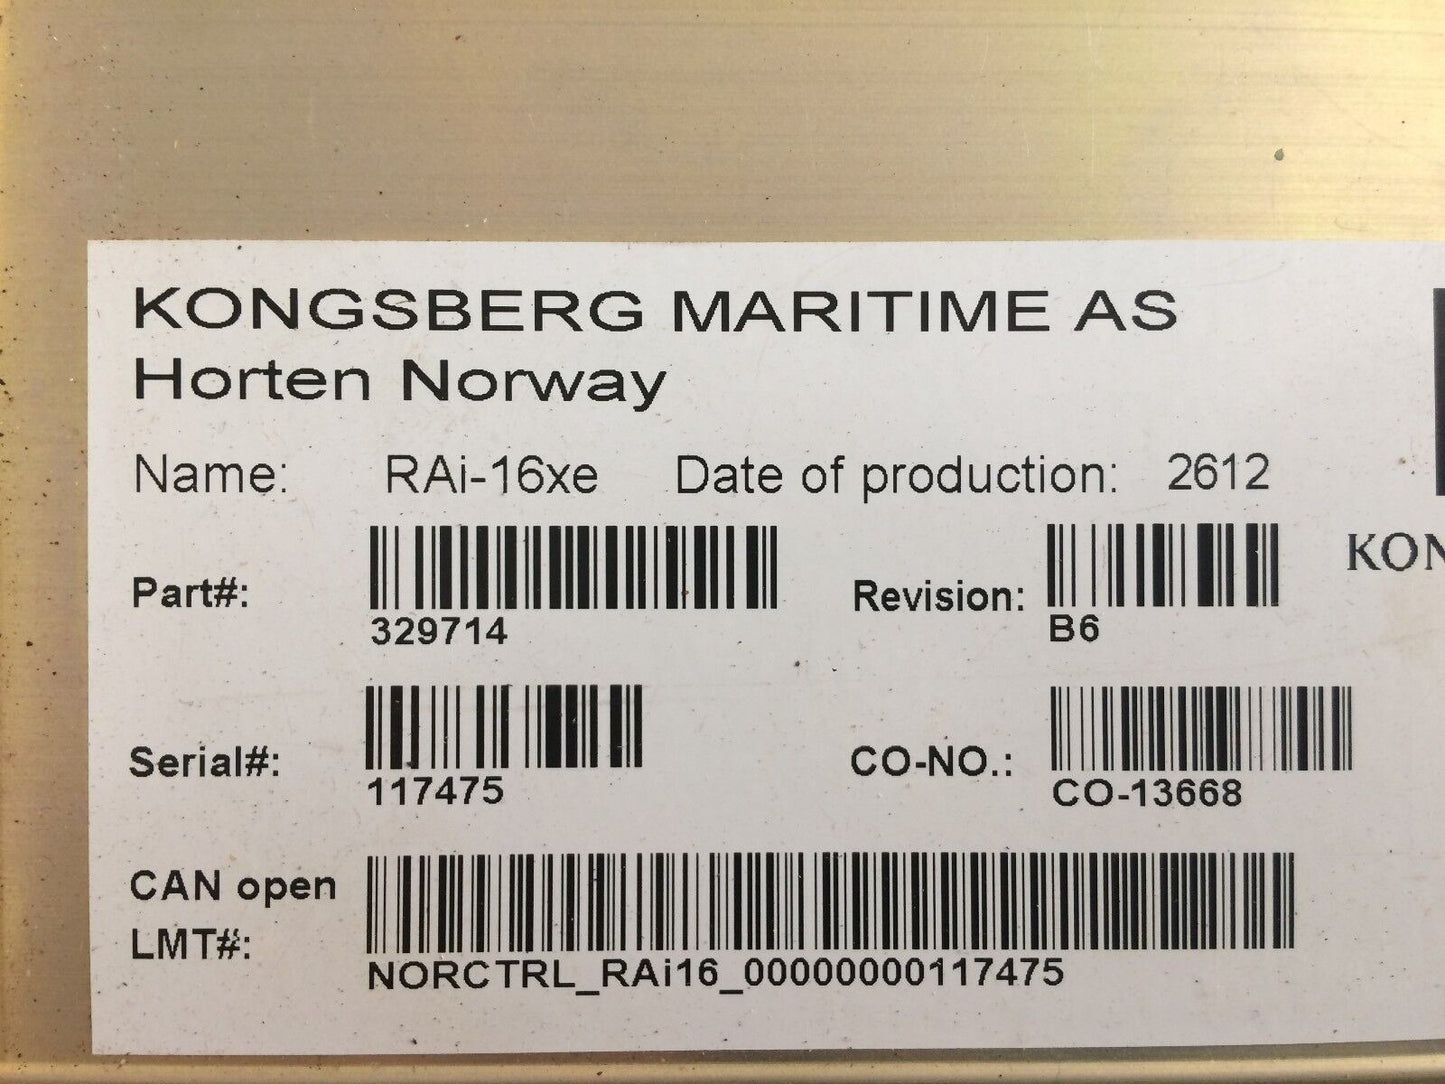 KONGSBERG MARITIME AS
Horten Norway
Name: RAi-16xe Date of production: 2612
Part#: 329714 Revision: B6
Serial#: 117475 CO-NO.: CO-13668
CAN open
LMT#:
NORCTRL_RAi16_00000000117475
KON